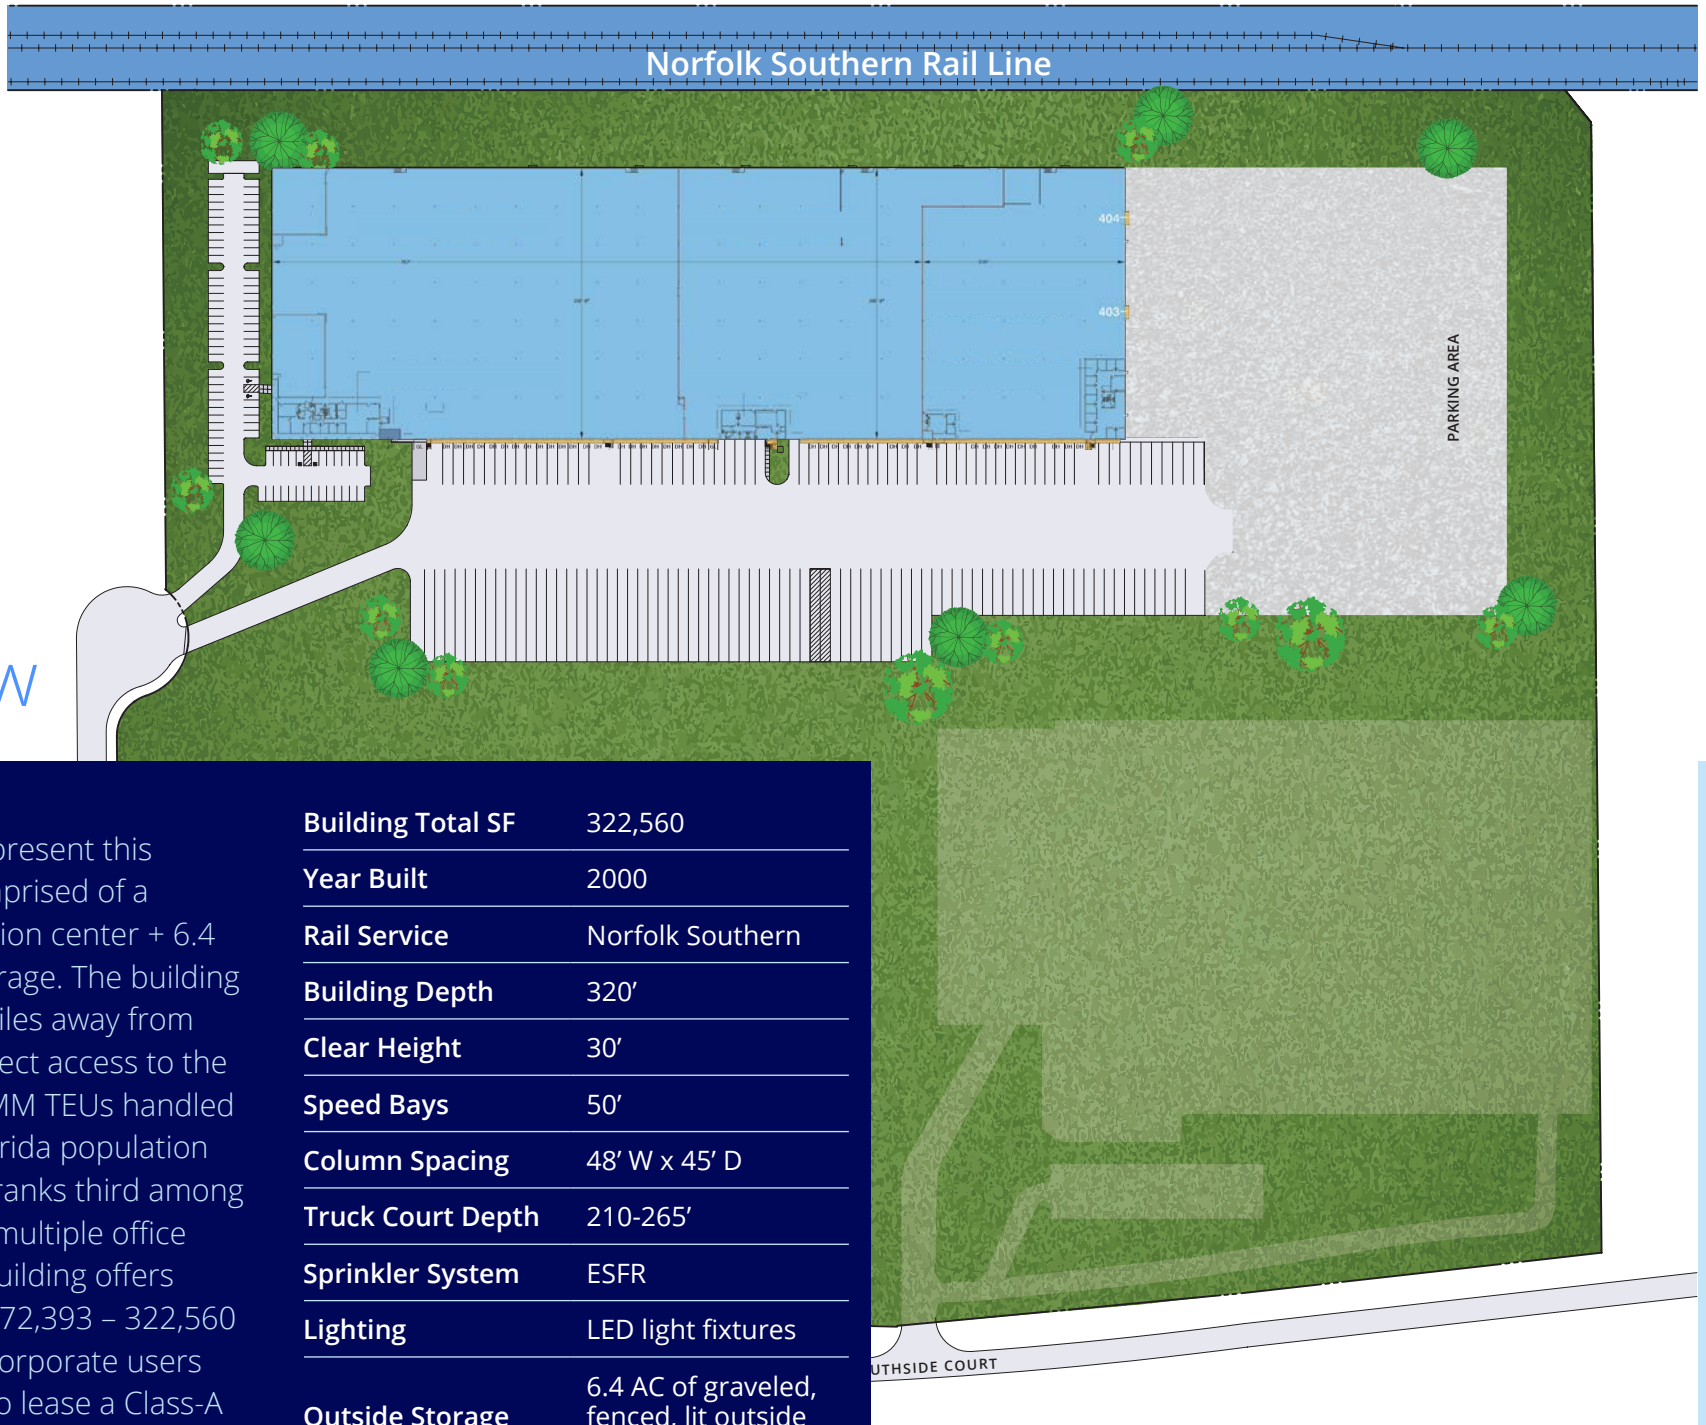 Norfolk Southern Rail Line
404
403
PARKING AREA
W
present this
prised of a
ion center + 6.4
rage. The building
iles away from
ect access to the
MM TEUs handled
rida population
ranks third among
multiple office
uilding offers
72,393 – 322,560
orporate users
o lease a Class-A
Building Total SF 322,560
Year Built 2000
Rail Service Norfolk Southern
Building Depth 320’
Clear Height 30’
Speed Bays 50’
Column Spacing 48’ W x 45’ D
Truck Court Depth 210-265’
Sprinkler System ESFR
Lighting LED light fixtures
Outside Storage 6.4 AC of graveled,
fenced, lit outside
UTHSIDE COURT